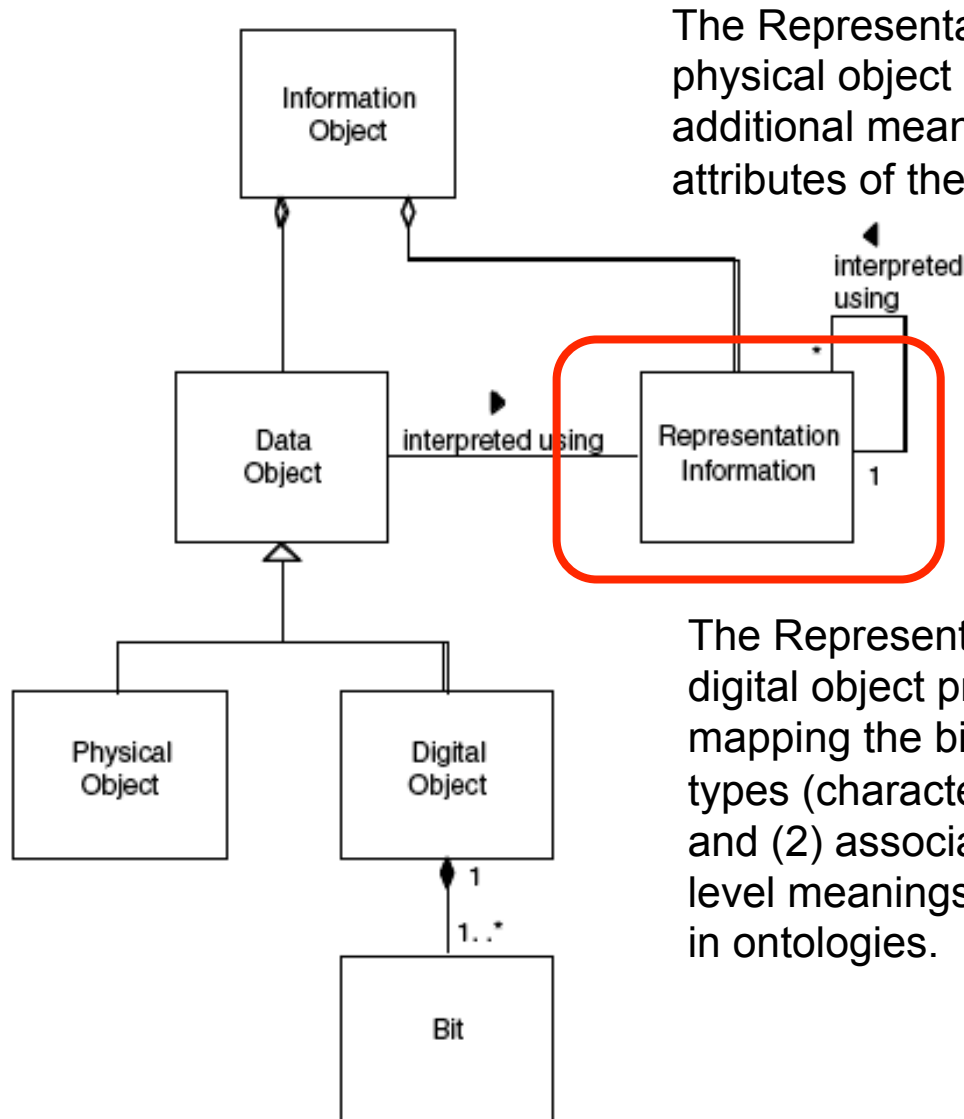 The Representa
physical object
additional mean
attributes of the
Information
Object
interpreted
using
*
Data
Object
interpreted using
Representation
Information
1
The Represent
digital object pr
mapping the bi
types (characte
and (2) associa
level meanings
in ontologies.
Physical
Object
Digital
Object
1
1..*
Bit